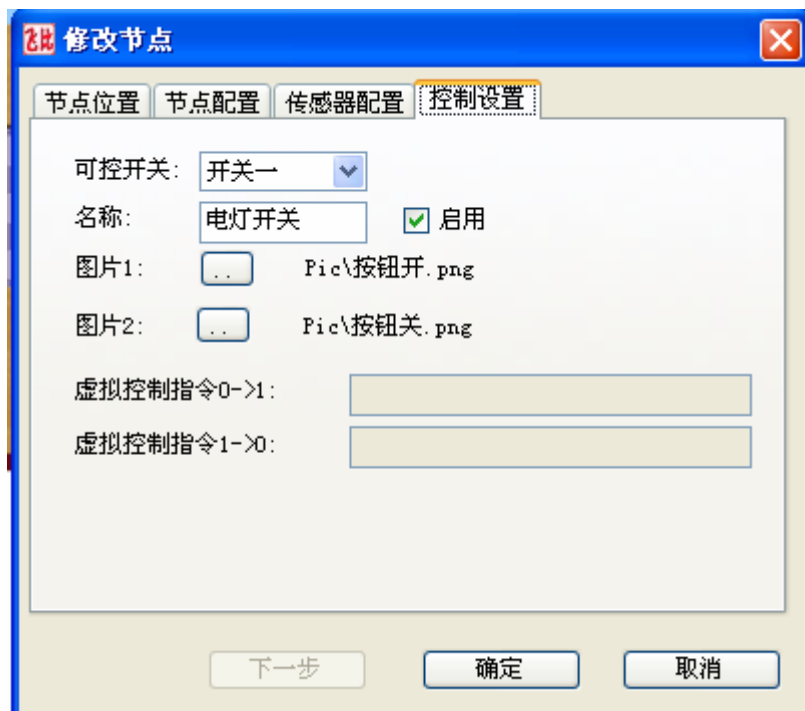 飞比 修改节点
节点位置 节点配置 传感器配置 控制设置
可控开关: 开关一
名称: 电灯开关 启用
图片1: .. Pic\按钮开.png
图片2: .. Pic\按钮关.png
虚拟控制指令0->1:
虚拟控制指令1->0:
下一步 确定 取消